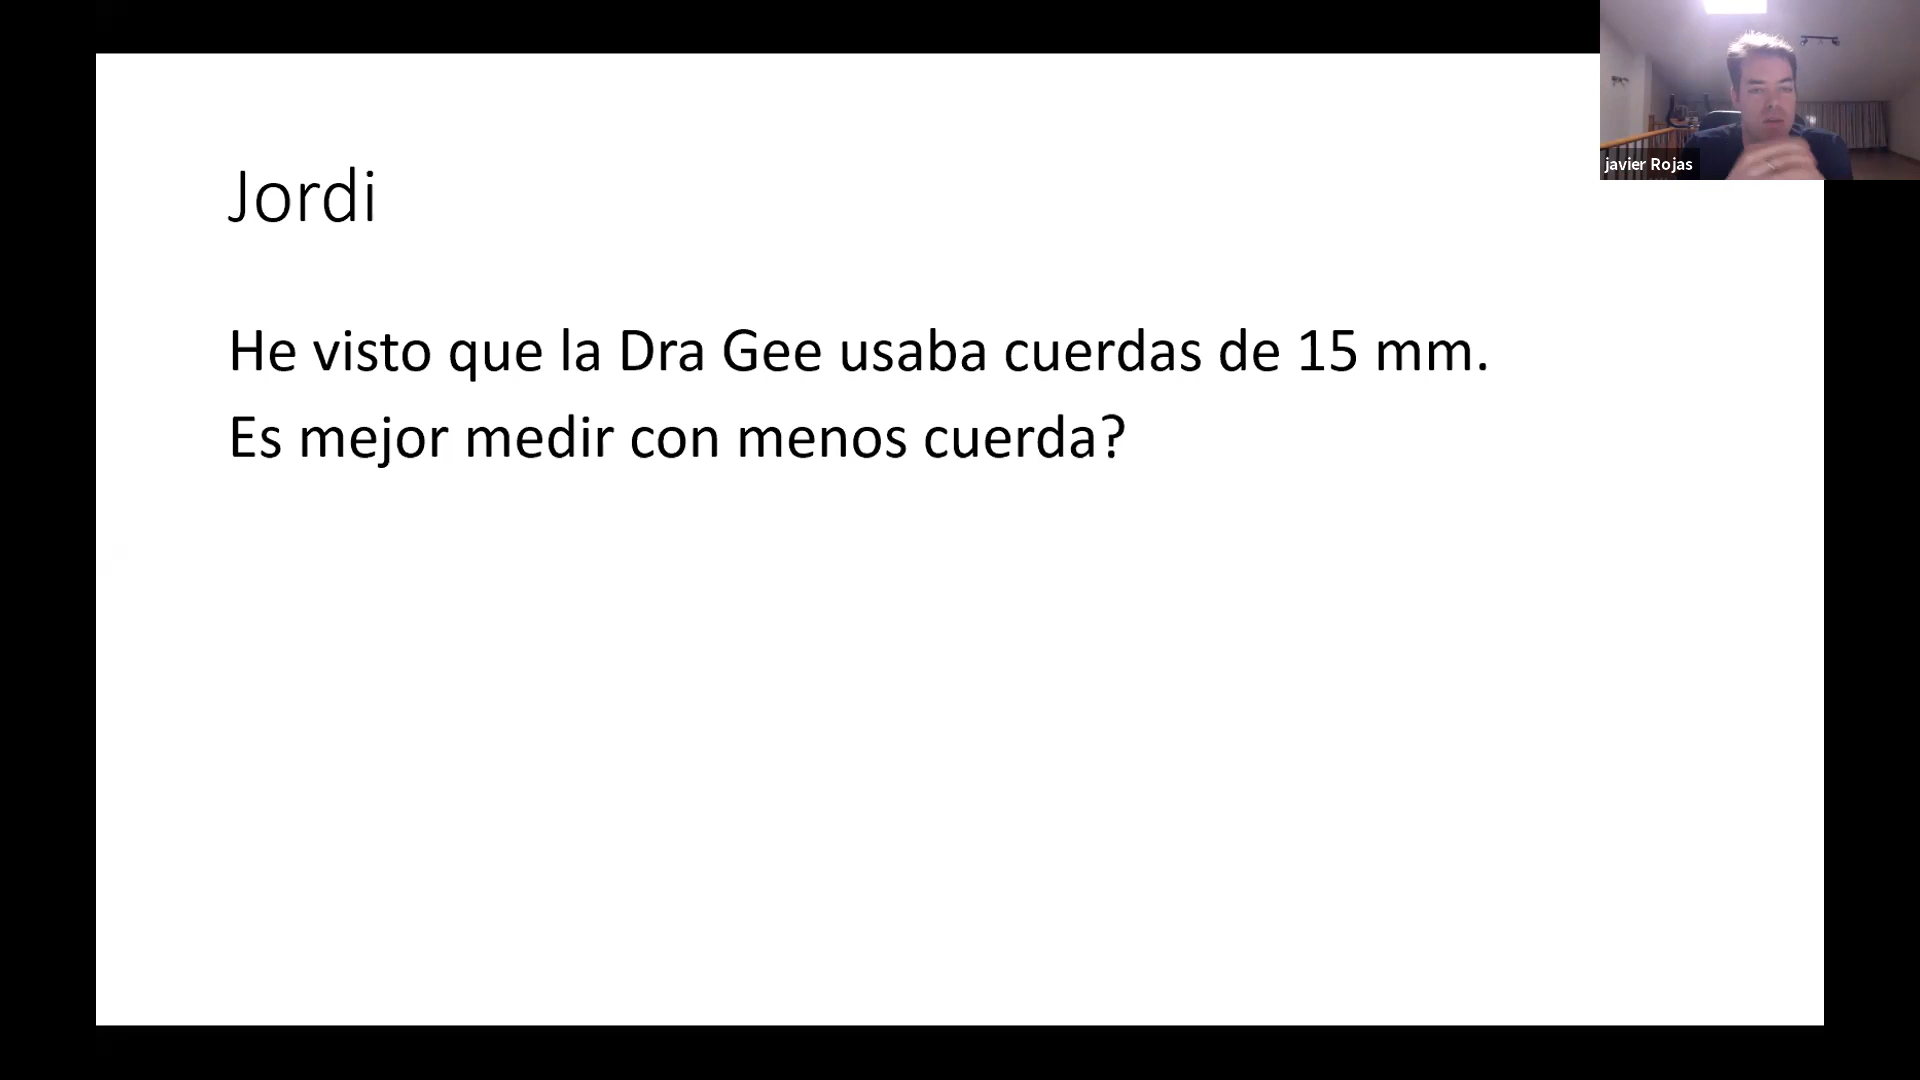 Jordi
He visto que la Dra Gee usaba cuerdas de 15 mm.
Es mejor medir con menos cuerda?
javier Rojas